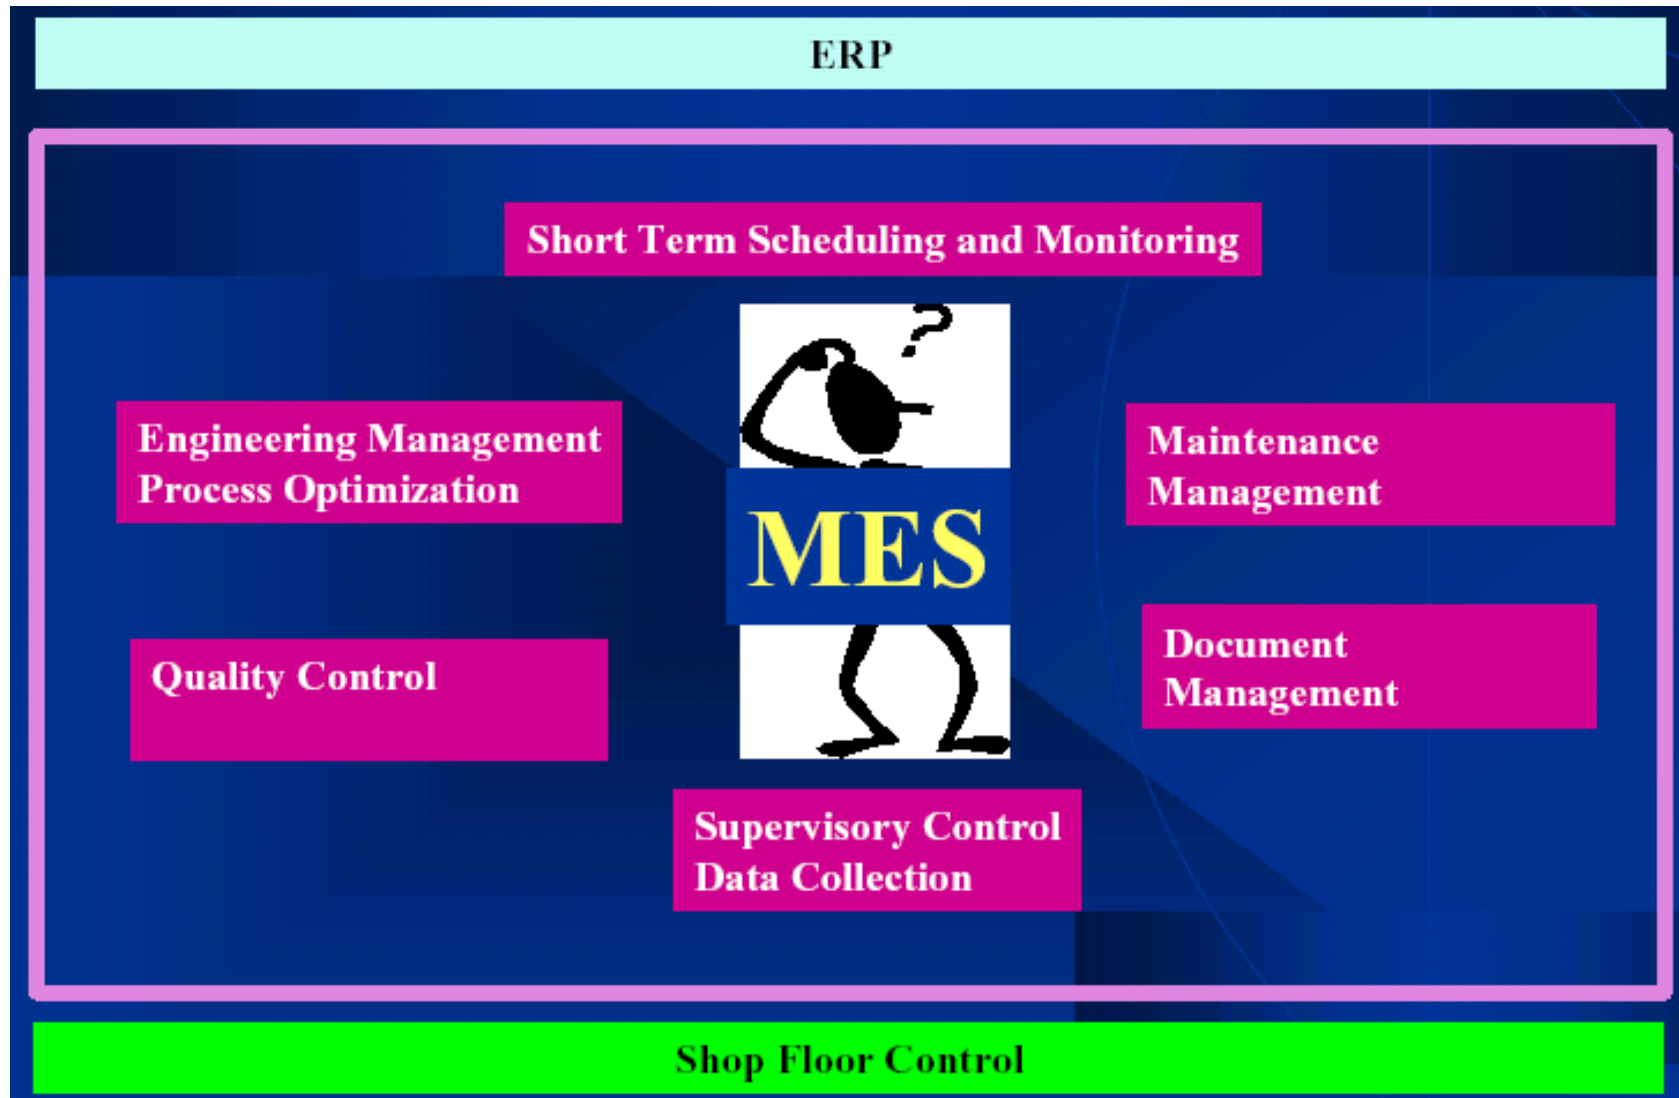 ERP
Short Term Scheduling and Monitoring
?
Engineering Management
Process Optimization
Maintenance
Management
MES
Quality Control
Document
Management
Supervisory Control
Data Collection
Shop Floor Control